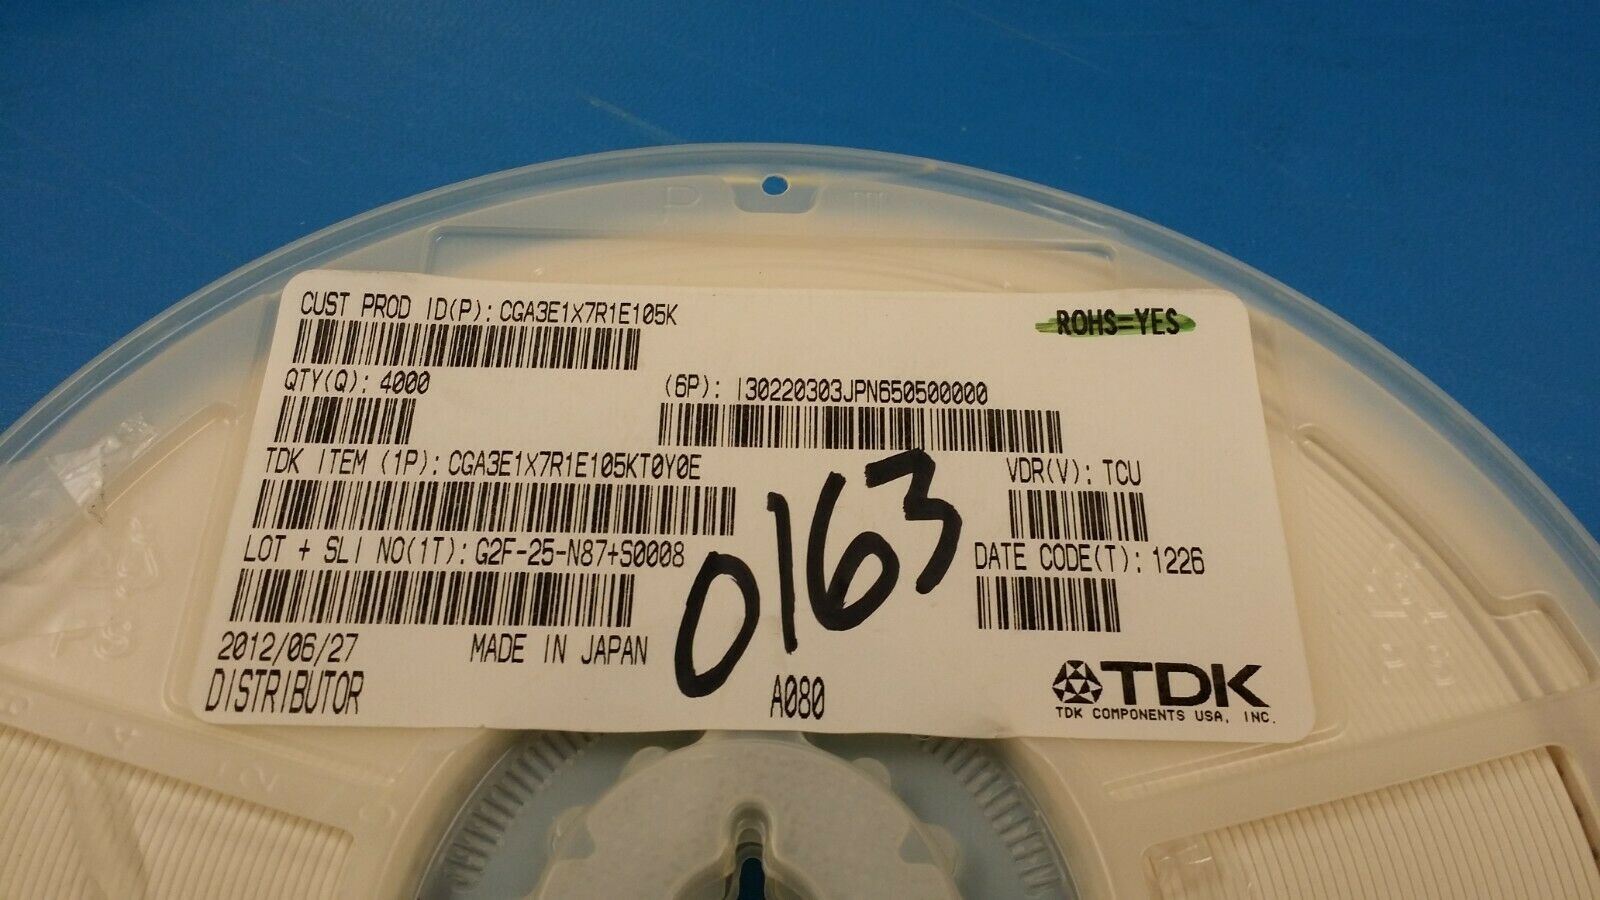 CUST PROD ID(P): CGA3E1X7R1E105K
ROHS=YES
QTY(Q): 4000
(6P): I30220303JPN650500000
TDK ITEM (1P): CGA3E1X7R1E105KT0Y0E
VDR(V): TCU
LOT + SLI NO(1T): G2F-25-N87+S0008
DATE CODE(T): 1226
0163
2012/06/27
MADE IN JAPAN
DISTRIBUTOR
A080
TDK
TDK COMPONENTS USA, INC.